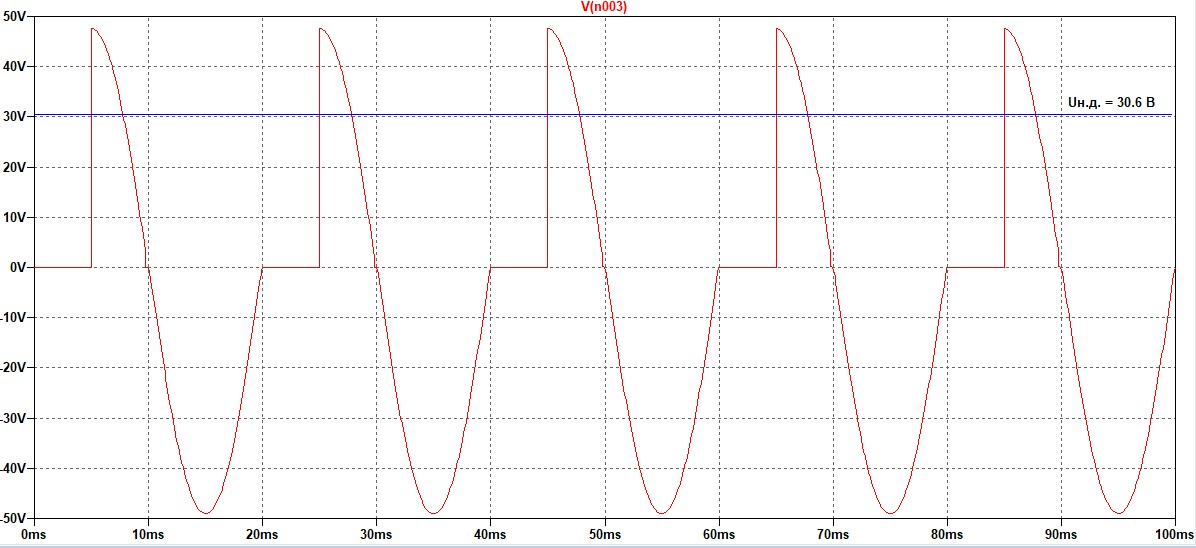 V(n003)
50V
40V
Uн.д. = 30.6 В
30V
20V
10V
0V
-10V
-20V
-30V
-40V
-50V
0ms 10ms 20ms 30ms 40ms 50ms 60ms 70ms 80ms 90ms 100ms